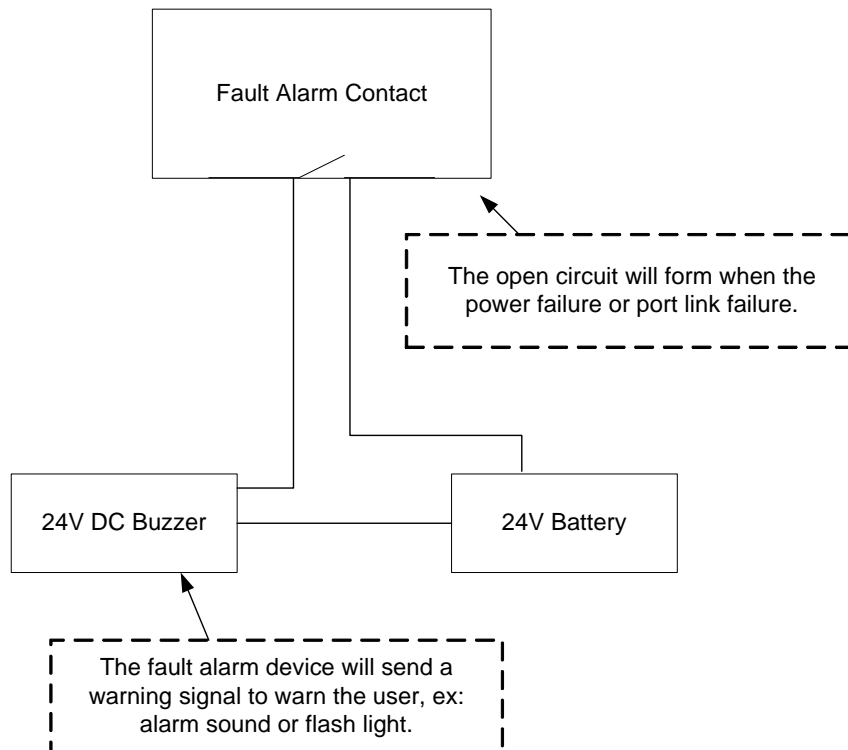 Fault Alarm Contact
The open circuit will form when the
power failure or port link failure.
24V DC Buzzer
24V Battery
The fault alarm device will send a
warning signal to warn the user, ex:
alarm sound or flash light.